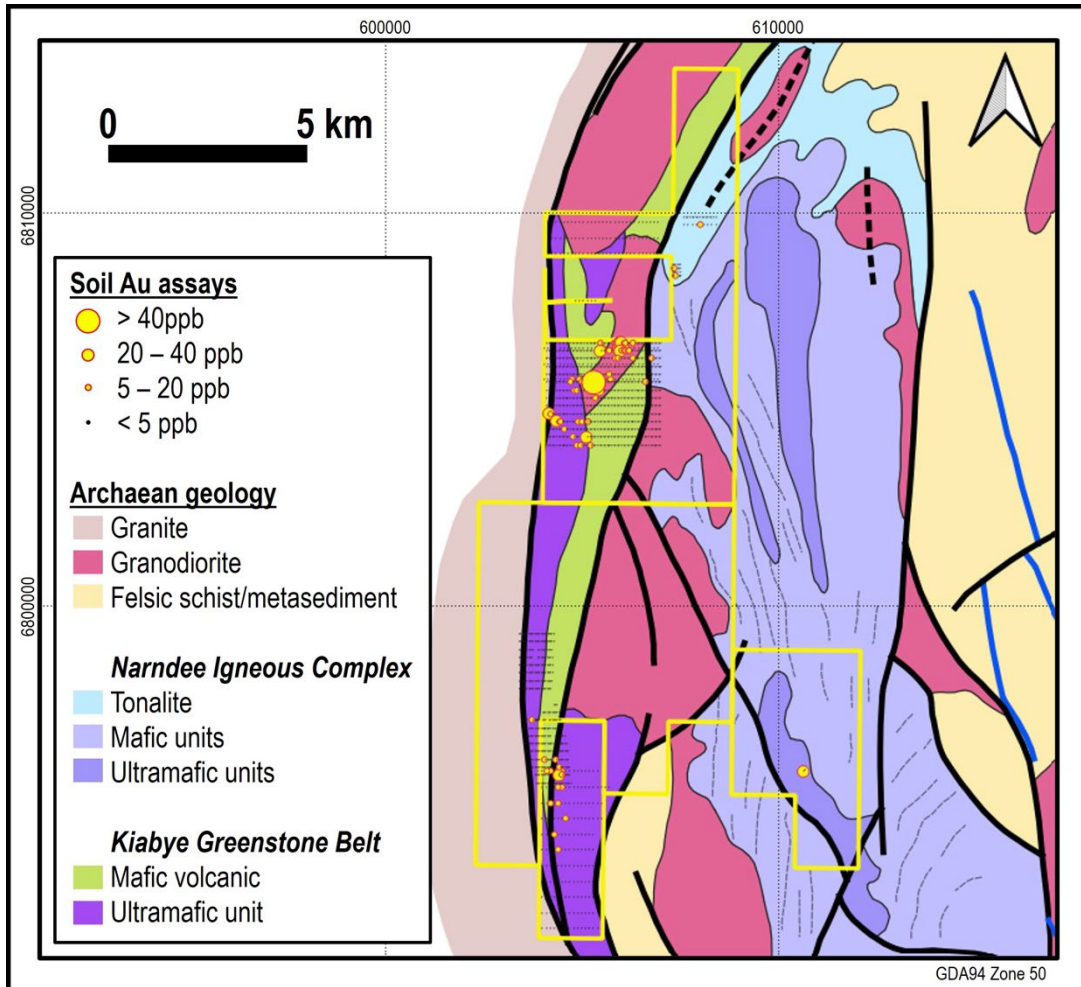 600000
610000
0
5 km
6810000
6800000
Soil Au assays
> 40ppb
20 – 40 ppb
5 – 20 ppb
< 5 ppb
Archaean geology
Granite
Granodiorite
Felsic schist/metasediment
Narndee Igneous Complex
Tonalite
Mafic units
Ultramafic units
Kiabye Greenstone Belt
Mafic volcanic
Ultramafic unit
GDA94 Zone 50